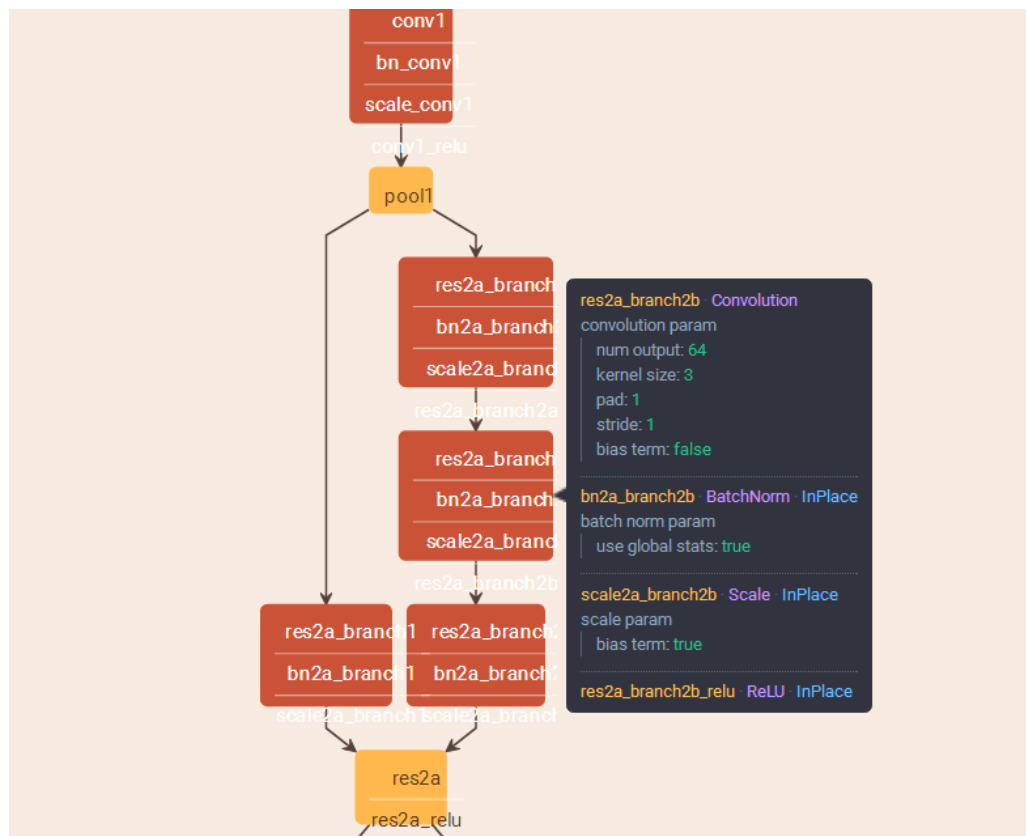 conv1
bn_conv1
scale_conv1
conv1_relu
pool1
res2a_branch
bn2a_branch
scale2a_branc
res2a_branch2a
res2a_branch
bn2a_branch
scale2a_branc
res2a_branch2b
res2a_branch1
bn2a_branch1
scale2a_branch1
res2a_branch2
bn2a_branch2
scale2a_branch
res2a
res2a_relu
res2a_branch2b · Convolution
convolution param
num output: 64
kernel size: 3
pad: 1
stride: 1
bias term: false
bn2a_branch2b · BatchNorm · InPlace
batch norm param
use global stats: true
scale2a_branch2b · Scale · InPlace
scale param
bias term: true
res2a_branch2b_relu · ReLU · InPlace